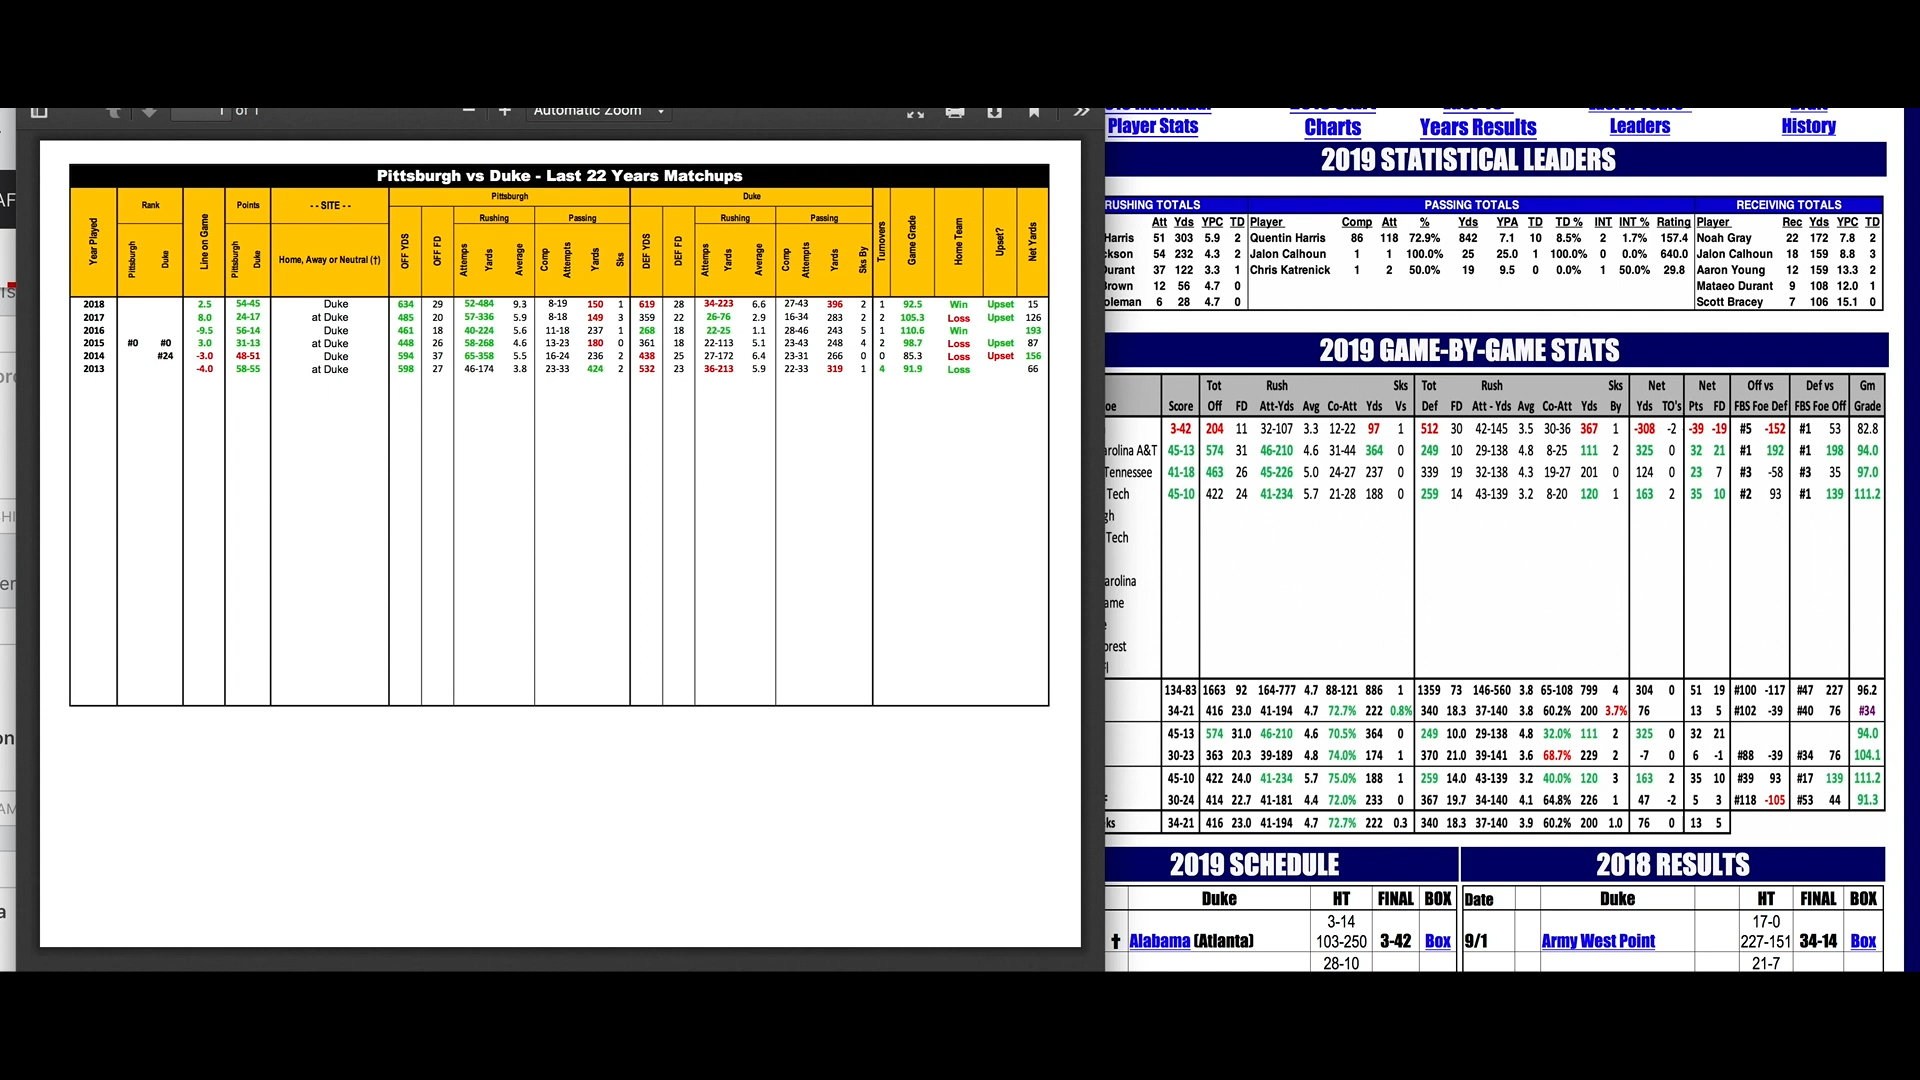 1 of 1
Automatic Zoom
Pittsburgh vs Duke - Last 22 Years Matchups
Year Played Rank Pittsburgh Duke Line on Game Points Pittsburgh Duke - - SITE - - Home, Away or Neutral (†)
Pittsburgh OFF YDS OFF FD Rushing Attemps Yards Average Passing Comp Attempts Yards Sks
Duke DEF YDS DEF FD Rushing Attemps Yards Average Passing Comp Attempts Yards Sks By
Turnovers Game Grade Home Team Upset? Net Yards
2018 2.5 54-45 Duke 634 29 52-484 9.3 8-19 150 1 619 28 34-223 6.6 27-43 396 2 1 92.5 Win Upset 15
2017 8.0 24-17 at Duke 485 20 57-336 5.9 8-18 149 3 359 22 26-76 2.9 16-34 283 2 2 105.3 Loss Upset 126
2016 -9.5 56-14 Duke 461 18 40-224 5.6 11-18 237 1 268 18 22-25 1.1 28-46 243 5 1 110.6 Win 193
2015 #0 #0 3.0 31-13 at Duke 448 26 58-268 4.6 13-23 180 0 361 18 22-113 5.1 23-43 248 4 2 98.7 Loss Upset 87
2014 #24 -3.0 48-51 Duke 594 37 65-358 5.5 16-24 236 2 438 25 27-172 6.4 23-31 266 0 0 85.3 Loss Upset 156
2013 -4.0 58-55 at Duke 598 27 46-174 3.8 23-33 424 2 532 23 36-213 5.9 22-33 319 1 4 91.9 Loss 66
Player Stats Charts Years Results Leaders History
2019 STATISTICAL LEADERS
RUSHING TOTALS PASSING TOTALS RECEIVING TOTALS
Att Yds YPC TD Player Comp Att % Yds YPA TD TD % INT INT % Rating Player Rec Yds YPC TD
Harris 51 303 5.9 2 Quentin Harris 86 118 72.9% 842 7.1 10 8.5% 2 1.7% 157.4 Noah Gray 22 172 7.8 2
ckson 54 232 4.3 2 Jalon Calhoun 1 1 100.0% 25 25.0 1 100.0% 0 0.0% 640.0 Jalon Calhoun 18 159 8.8 3
urant 37 122 3.3 1 Chris Katrenick 1 2 50.0% 19 9.5 0 0.0% 1 50.0% 29.8 Aaron Young 12 159 13.3 2
rown 12 56 4.7 0 Mataeo Durant 9 108 12.0 1
oleman 6 28 4.7 0 Scott Bracey 7 106 15.1 0
2019 GAME-BY-GAME STATS
Tot Rush Sks Tot Rush Sks Net Net Off vs Def vs Gm
oe Score Off FD Att-Yds Avg Co-Att Yds Vs Def FD Att - Yds Avg Co-Att Yds By Yds TO's Pts FD FBS Foe Def FBS Foe Off Grade
3-42 204 11 32-107 3.3 12-22 97 1 512 30 42-145 3.5 30-36 367 1 -308 -2 -39 -19 #5 -152 #1 53 82.8
arolina A&T 45-13 574 31 46-210 4.6 31-44 364 0 249 10 29-138 4.8 8-25 111 2 325 0 32 21 #1 192 #1 198 94.0
Tennessee 41-18 463 26 45-226 5.0 24-27 237 0 339 19 32-138 4.3 19-27 201 0 124 0 23 7 #3 -58 #3 35 97.0
Tech 45-10 422 24 41-234 5.7 21-28 188 0 259 14 43-139 3.2 8-20 120 1 163 2 35 10 #2 93 #1 139 111.2
gh
Tech
arolina
ame
e
orest
134-83 1663 92 164-777 4.7 88-121 886 1 1359 73 146-560 3.8 65-108 799 4 304 0 51 19 #100 -117 #47 227 96.2
34-21 416 23.0 41-194 4.7 72.7% 222 0.8% 340 18.3 37-140 3.8 60.2% 200 3.7% 76 13 5 #102 -39 #40 76 #34
45-13 574 31.0 46-210 4.6 70.5% 364 0 249 10.0 29-138 4.8 32.0% 111 2 325 0 32 21 94.0
30-23 363 20.3 39-189 4.8 74.0% 174 1 370 21.0 39-141 3.6 68.7% 229 2 -7 0 6 -1 #88 -39 #34 76 104.1
45-10 422 24.0 41-234 5.7 75.0% 188 1 259 14.0 43-139 3.2 40.0% 120 3 163 2 35 10 #39 93 #17 139 111.2
30-24 414 22.7 41-181 4.4 72.0% 233 0 367 19.7 34-140 4.1 64.8% 226 1 47 -2 5 3 #118 -105 #53 44 91.3
ks 34-21 416 23.0 41-194 4.7 72.7% 222 0.3 340 18.3 37-140 3.9 60.2% 200 1.0 76 0 13 5
2019 SCHEDULE 2018 RESULTS
Duke HT FINAL BOX Date Duke HT FINAL BOX
3-14 17-0
† Alabama (Atlanta) 103-250 3-42 Box 9/1 Army West Point 227-151 34-14 Box
28-10 21-7